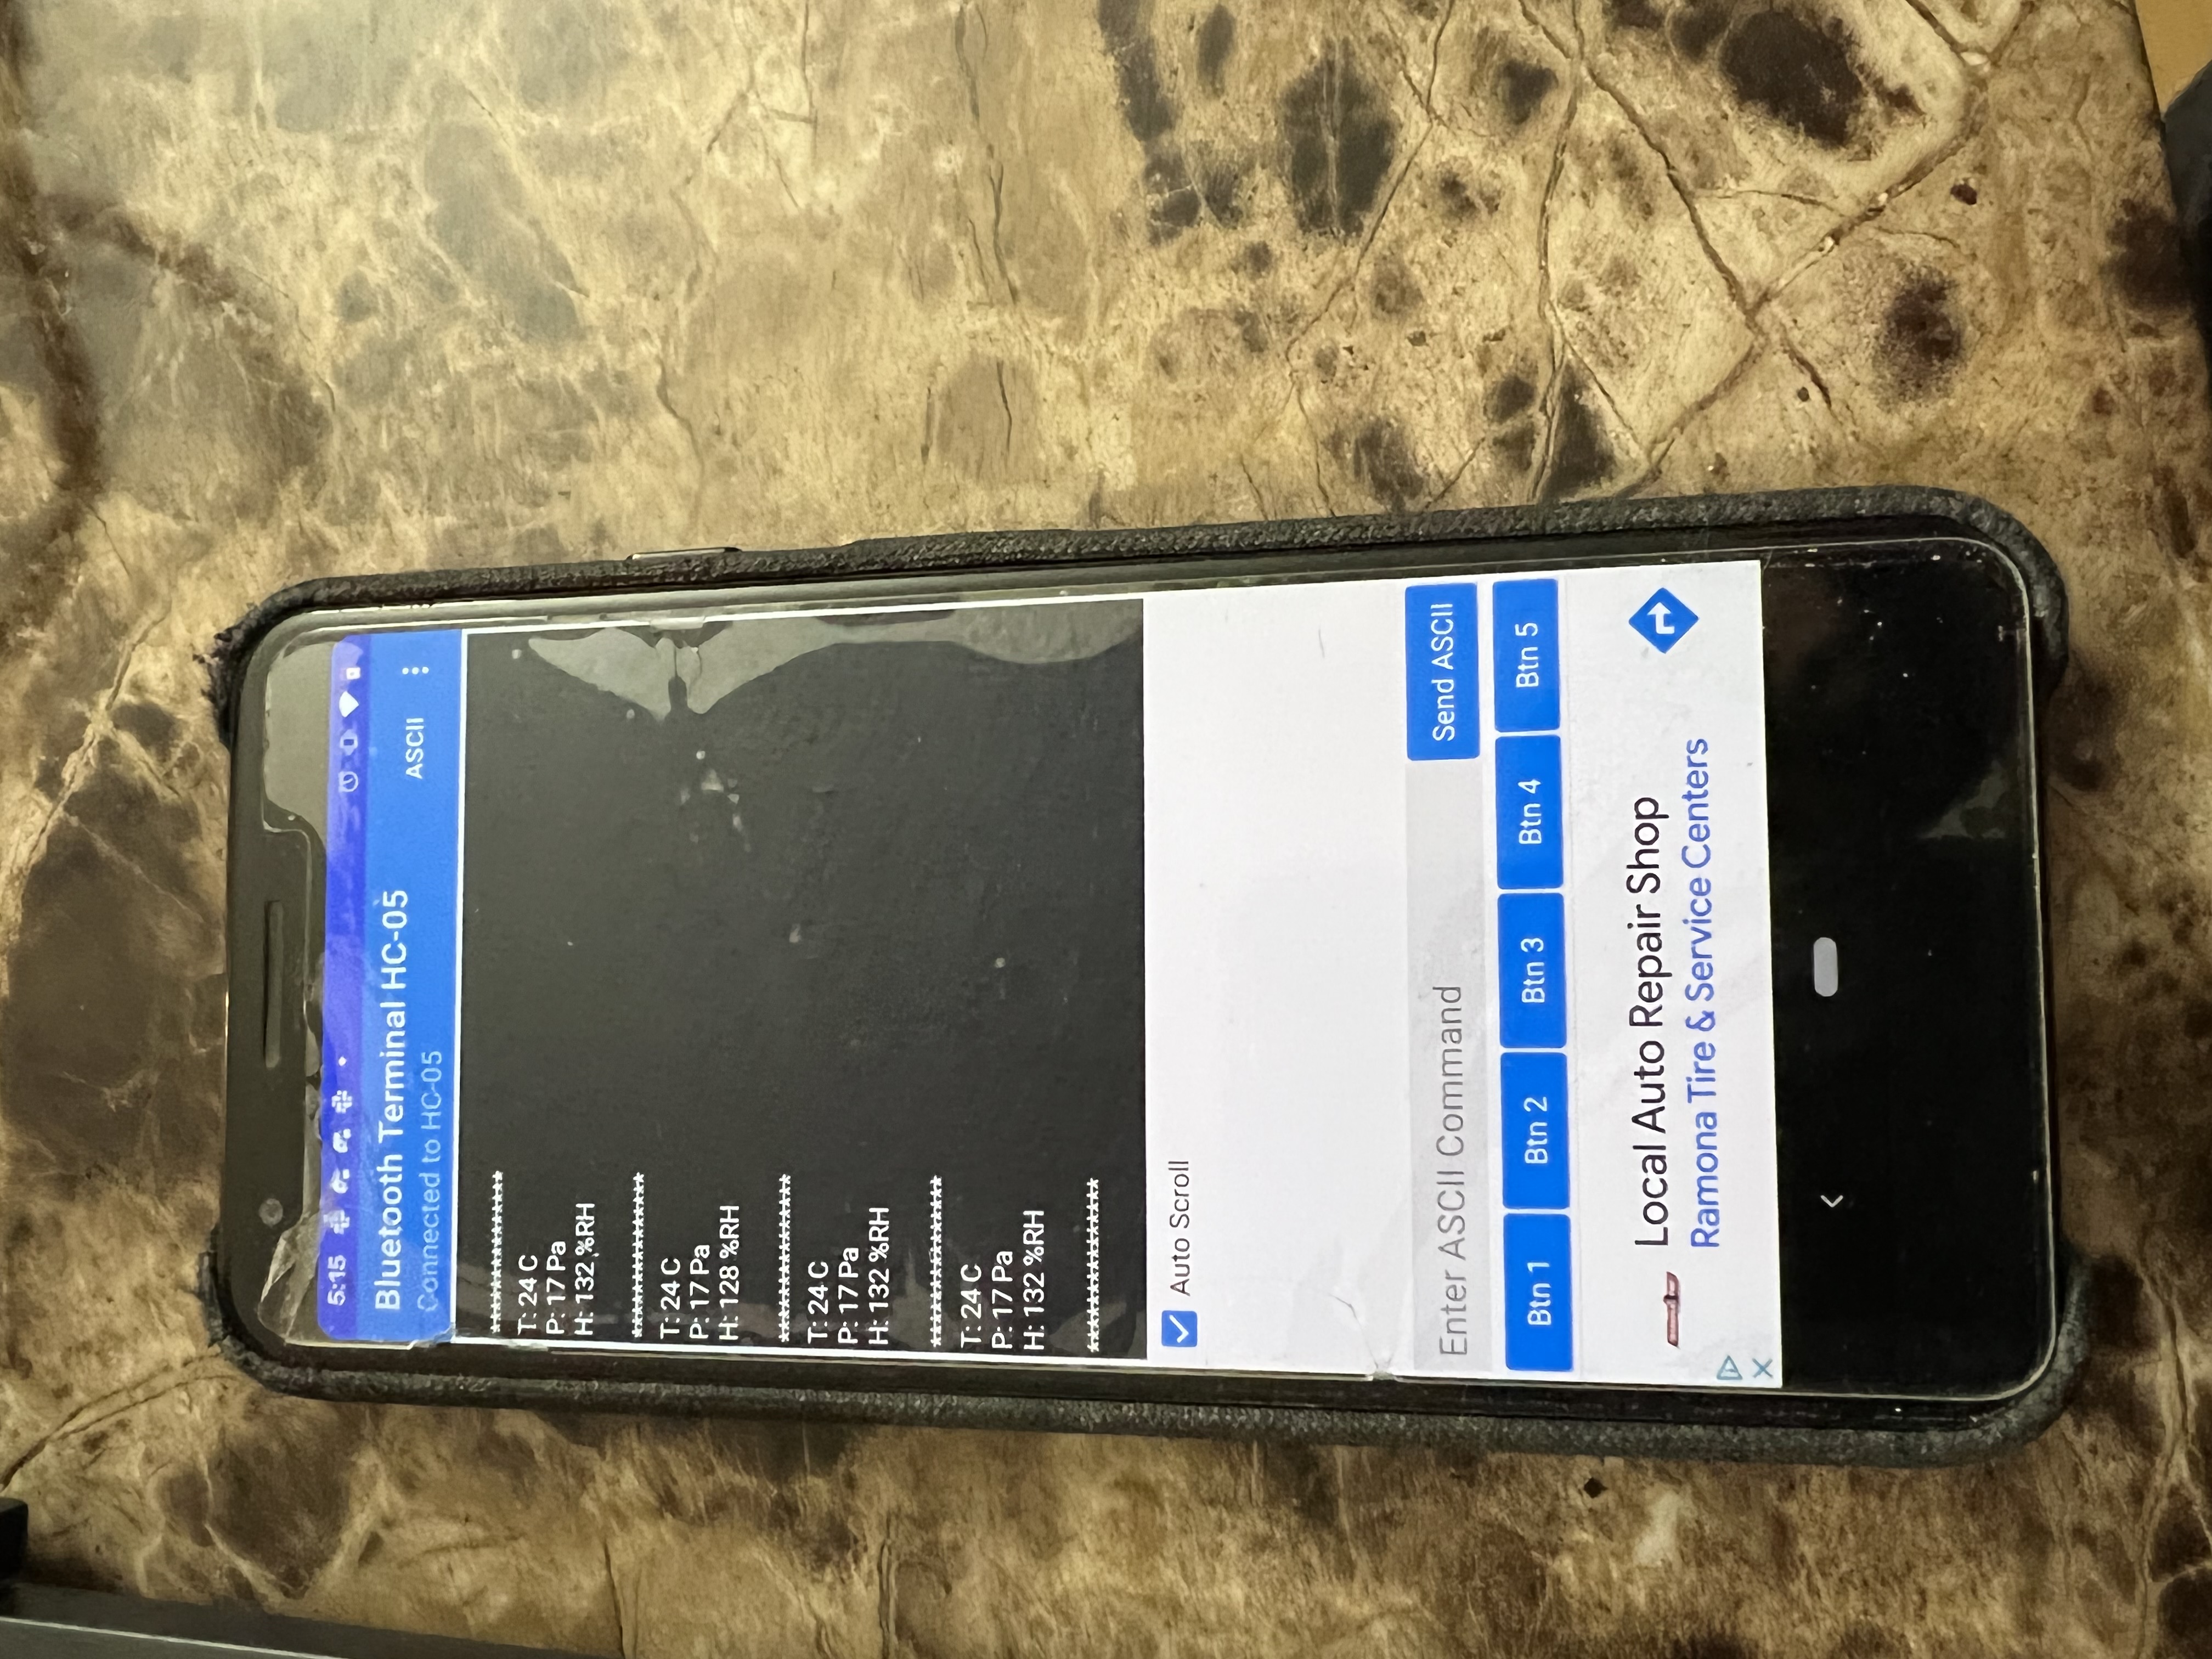 5:15
Bluetooth Terminal HC-05
ASCII
Connected to HC-05
***************
T: 24 C
P: 17 Pa
H: 132 %RH
***************
T: 24 C
P: 17 Pa
H: 128 %RH
***************
T: 24 C
P: 17 Pa
H: 132 %RH
***************
T: 24 C
P: 17 Pa
H: 132 %RH
***************
Auto Scroll
Enter ASCII Command
Send ASCII
Btn 1
Btn 2
Btn 3
Btn 4
Btn 5
Local Auto Repair Shop
Ramona Tire & Service Centers